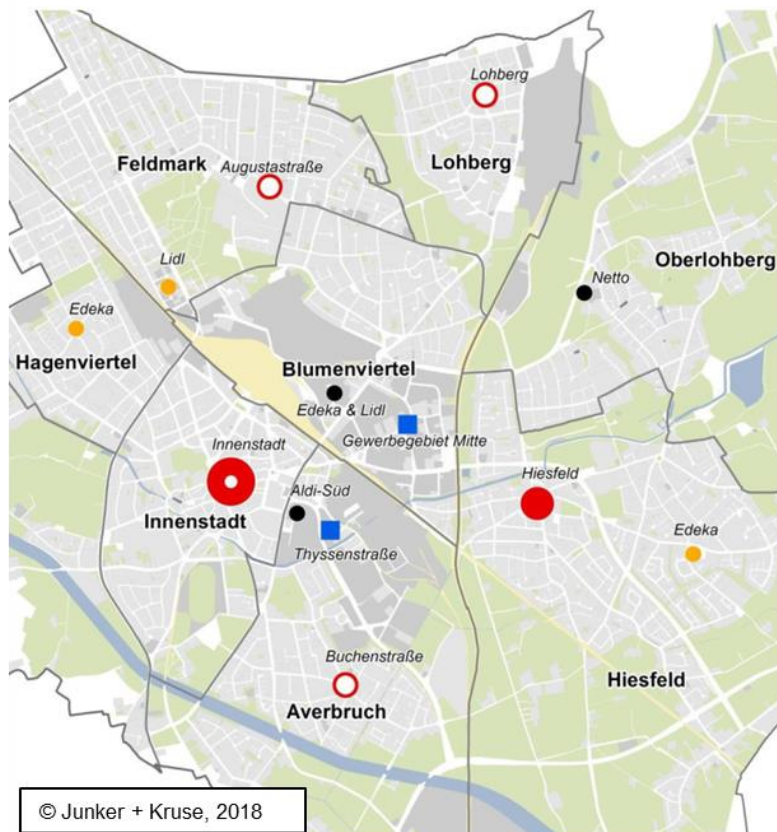 Lohberg
Feldmark
Augustastraße
Lohberg
Lidl
Oberlohberg
Netto
Edeka
Hagenviertel
Blumenviertel
Edeka & Lidl
Gewerbegebiet Mitte
Innenstadt
Hiesfeld
Aldi-Süd
Innenstadt
Thyssenstraße
Edeka
Buchenstraße
Hiesfeld
Averbruch
© Junker + Kruse, 2018